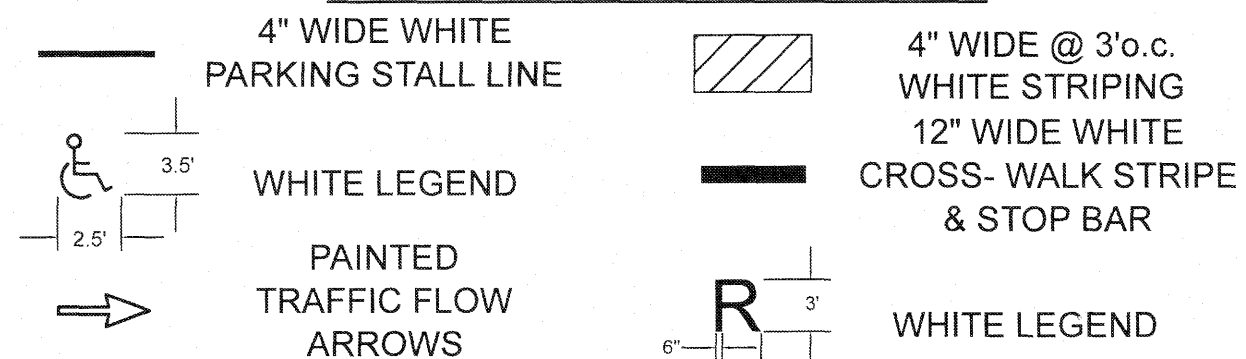 4" WIDE WHITE
PARKING STALL LINE
3.5'
2.5'
WHITE LEGEND
PAINTED
TRAFFIC FLOW
ARROWS
4" WIDE @ 3'o.c.
WHITE STRIPING
12" WIDE WHITE
CROSS- WALK STRIPE
& STOP BAR
R
3'
6"
WHITE LEGEND